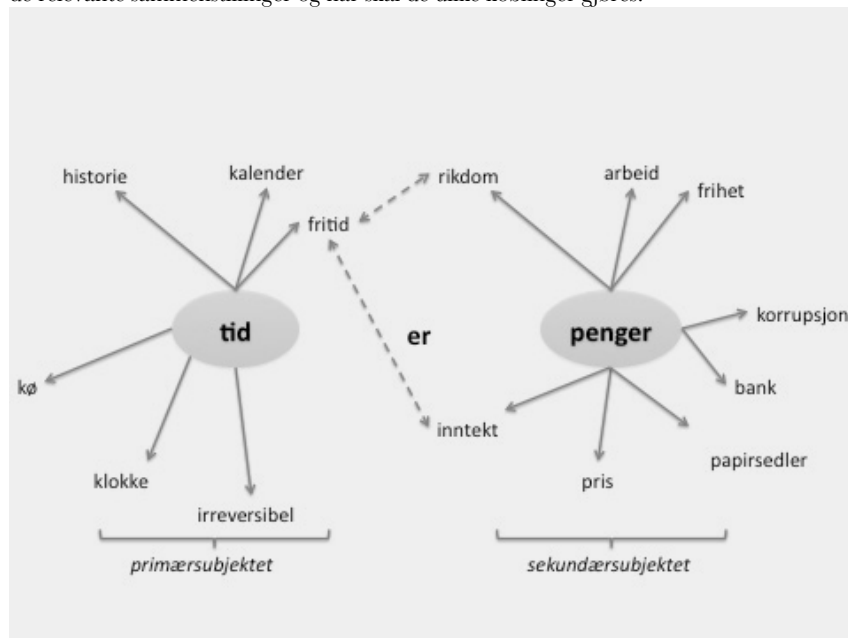 historie
kalender
rikdom
arbeid
frihet
fritid
korrupsjon
tid
er
penger
kø
bank
inntekt
klokke
pris
papirsedler
irreversibel
primærsubjektet
sekundærsubjektet